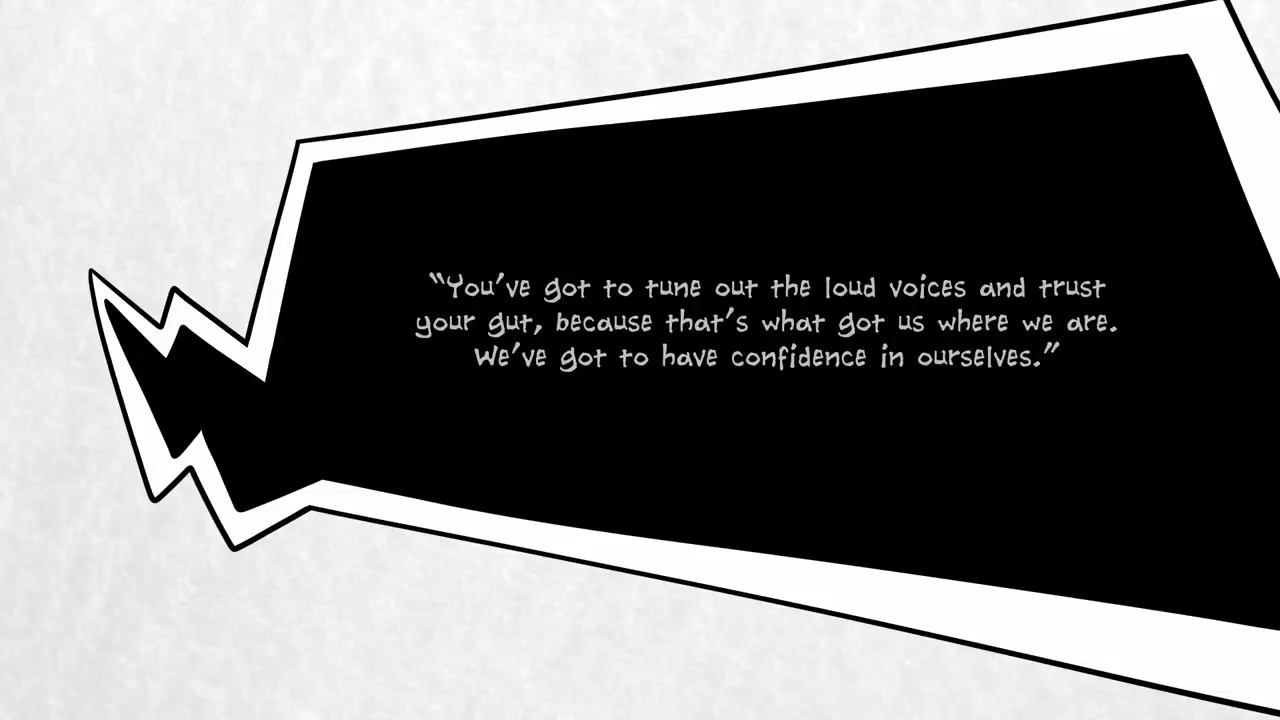 “You’ve got to tune out the loud voices and trust
your gut, because that’s what got us where we are.
We’ve got to have confidence in ourselves.”